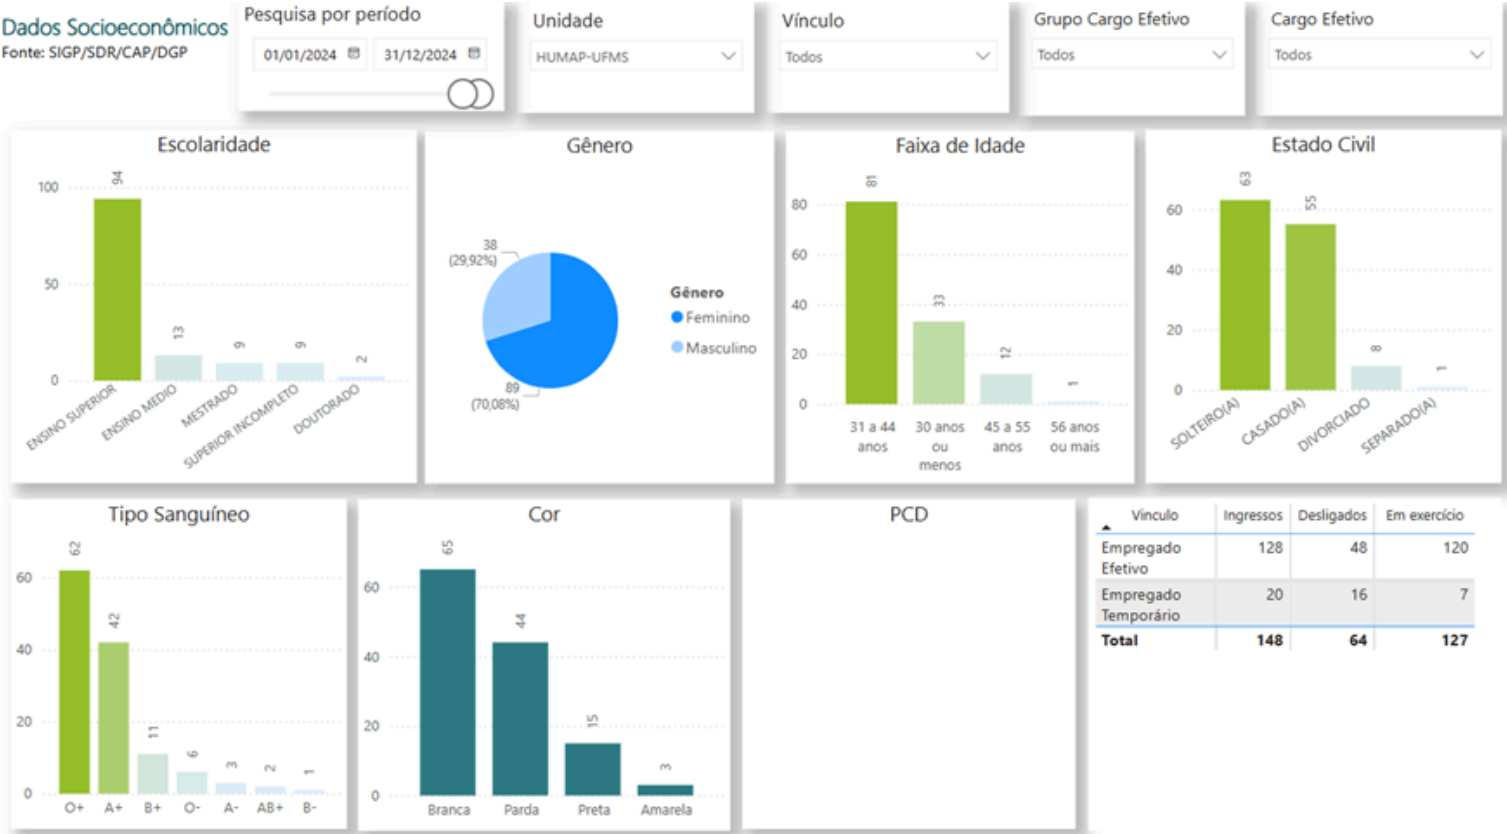 Dados Socioeconômicos
Fonte: SIGP/SDR/CAP/DGP
Pesquisa por período
01/01/2024
31/12/2024
Unidade
HUMAP-UFMS
Vínculo
Todos
Grupo Cargo Efetivo
Todos
Cargo Efetivo
Todos
Escolaridade
100
50
0
94
13
9
9
2
ENSINO SUPERIOR
ENSINO MEDIO
MESTRADO
SUPERIOR INCOMPLETO
DOUTORADO
Gênero
38
(29,92%)
89
(70,08%)
Gênero
Feminino
Masculino
Faixa de Idade
80
60
40
20
0
81
33
12
1
31 a 44
anos
30 anos
ou
menos
45 a 55
anos
56 anos
ou mais
Estado Civil
60
40
20
0
63
55
8
1
SOLTEIRO(A)
CASADO(A)
DIVORCIADO
SEPARADO(A)
Tipo Sanguíneo
60
40
20
0
62
42
11
6
3
2
1
O+
A+
B+
O-
A-
AB+
B-
Cor
60
40
20
0
65
44
15
3
Branca
Parda
Preta
Amarela
PCD
Vinculo Ingressos Desligados Em exercício
Empregado
Efetivo
128 48 120
Empregado
Temporário
20 16 7
Total 148 64 127